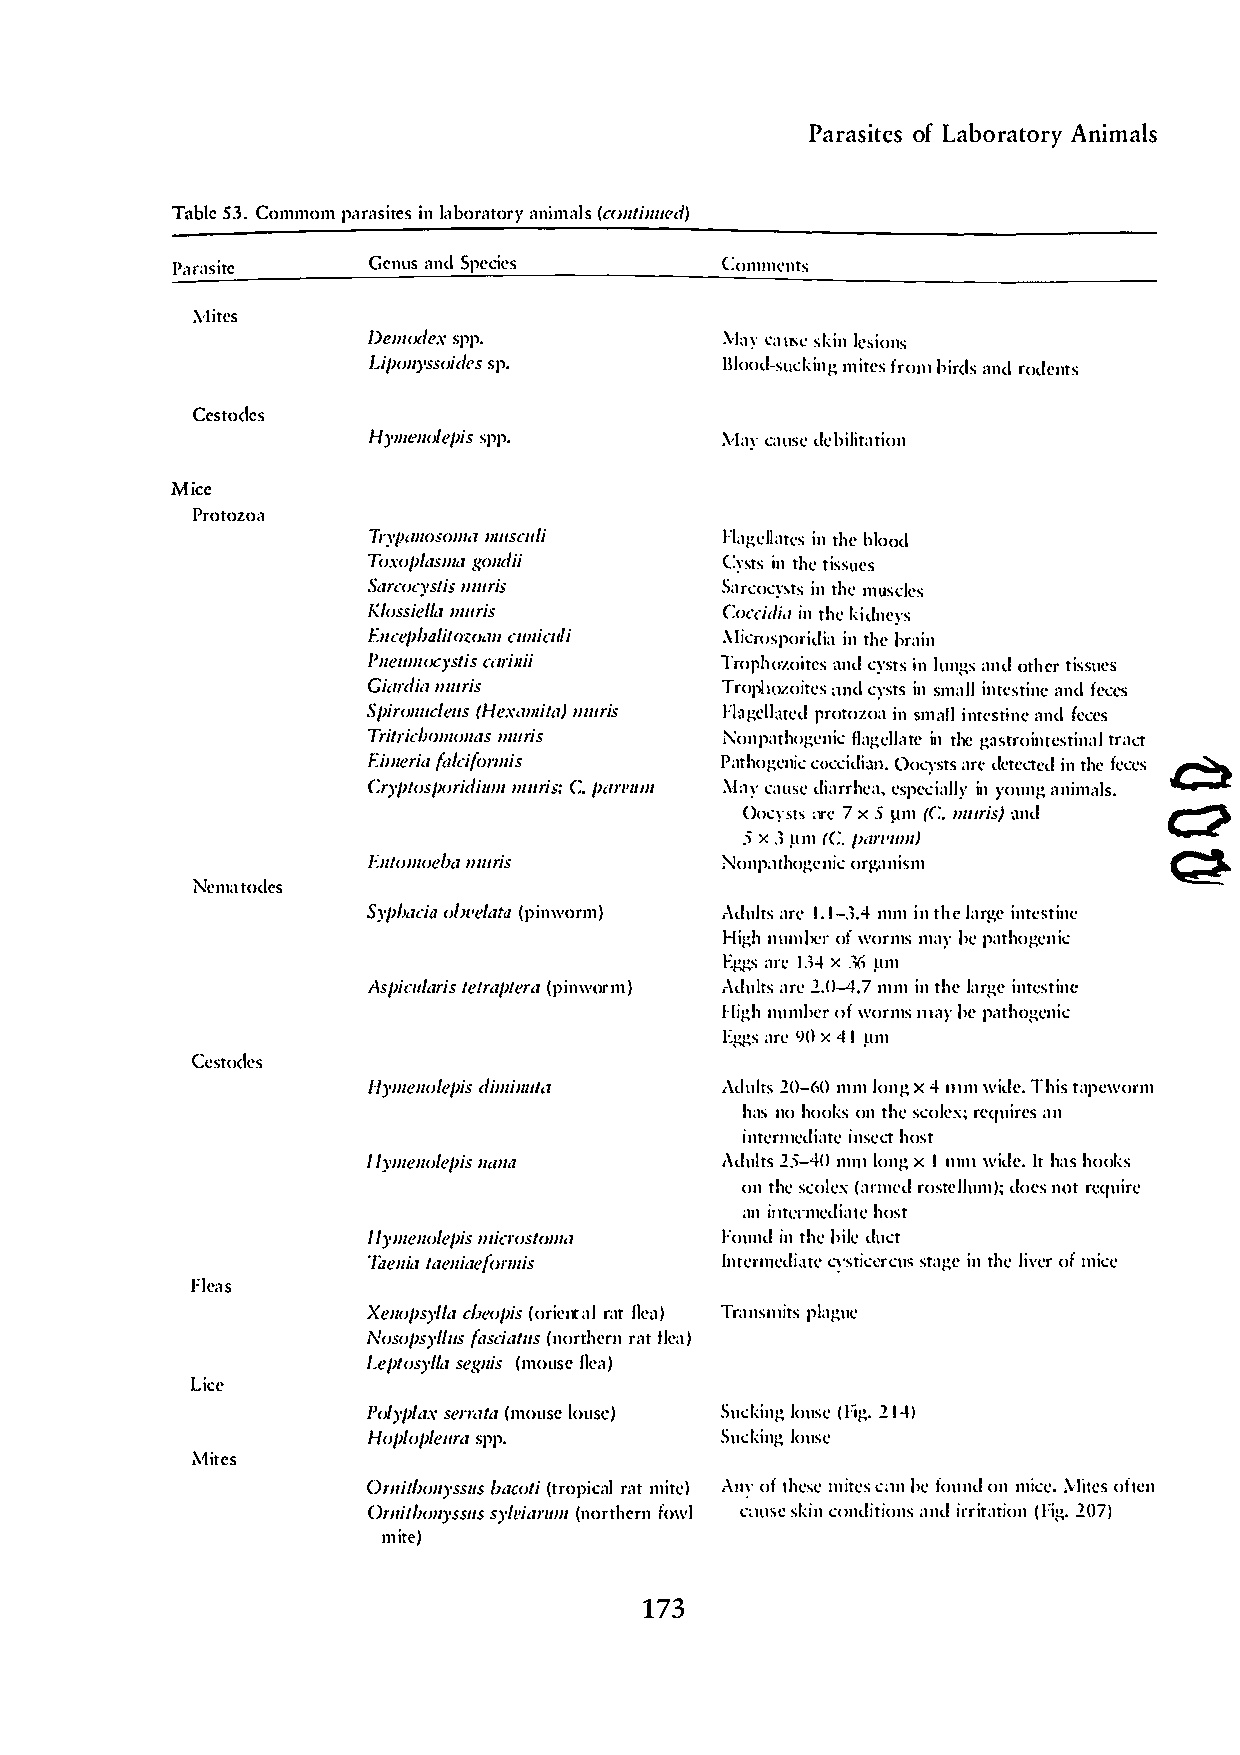 Parasites of Laboratory Animals
Table 53. Commom parasites in laboratory animals (continued)
Parasite Genus and Species Comments
Mites
Demodex spp. May cause skin lesions
Liponyssoides sp. Blood-sucking mites from birds and rodents
Cestodes
Hymenolepis spp. May cause debilitation
Mice
Protozoa
Trypanosoma musculi Flagellates in the blood
Toxoplasma gondii Cysts in the tissues
Sarcocystis muris Sarcocysts in the muscles
Klossiella muris Coccidia in the kidneys
Encephalitozoan cuniculi Microsporidia in the brain
Pneumocystis carinii Trophozoites and cysts in lungs and other tissues
Giardia muris Trophozoites and cysts in small intestine and feces
Spironucleus (Hexamita) muris Flagellated protozoa in small intestine and feces
Tritrichomonas muris Nonpathogenic flagellate in the gastrointestinal tract
Eimeria falciformis Pathogenic coccidian. Oocysts are detected in the feces
Cryptosporidium muris; C. parvum May cause diarrhea, especially in young animals.
Oocysts are 7 x 5 µm (C. muris) and
5 x 3 µm (C. parvum)
Entomoeba muris Nonpathogenic organism
Nematodes
Syphacia obvelata (pinworm) Adults are 1.1–3.4 mm in the large intestine
High number of worms may be pathogenic
Eggs are 134 x 36 µm
Aspicularis tetraptera (pinworm) Adults are 2.0–4.7 mm in the large intestine
High number of worms may be pathogenic
Eggs are 90 x 41 µm
Cestodes
Hymenolepis diminuta Adults 20–60 mm long x 4 mm wide. This tapeworm
has no hooks on the scolex; requires an
intermediate insect host
Hymenolepis nana Adults 25–40 mm long x 1 mm wide. It has hooks
on the scolex (armed rostellum); does not require
an intermediate host
Hymenolepis microstoma Found in the bile duct
Taenia taeniaeformis Intermediate cysticercus stage in the liver of mice
Fleas
Xenopsylla cheopis (oriental rat flea) Transmits plague
Nosopsyllus fasciatus (northern rat flea)
Leptosylla segnis (mouse flea)
Lice
Polyplax serrata (mouse louse) Sucking louse (Fig. 214)
Hoplopleura spp. Sucking louse
Mites
Ornithonyssus bacoti (tropical rat mite) Any of these mites can be found on mice. Mites often
Ornithonyssus sylviarum (northern fowl cause skin conditions and irritation (Fig. 207)
mite)
173